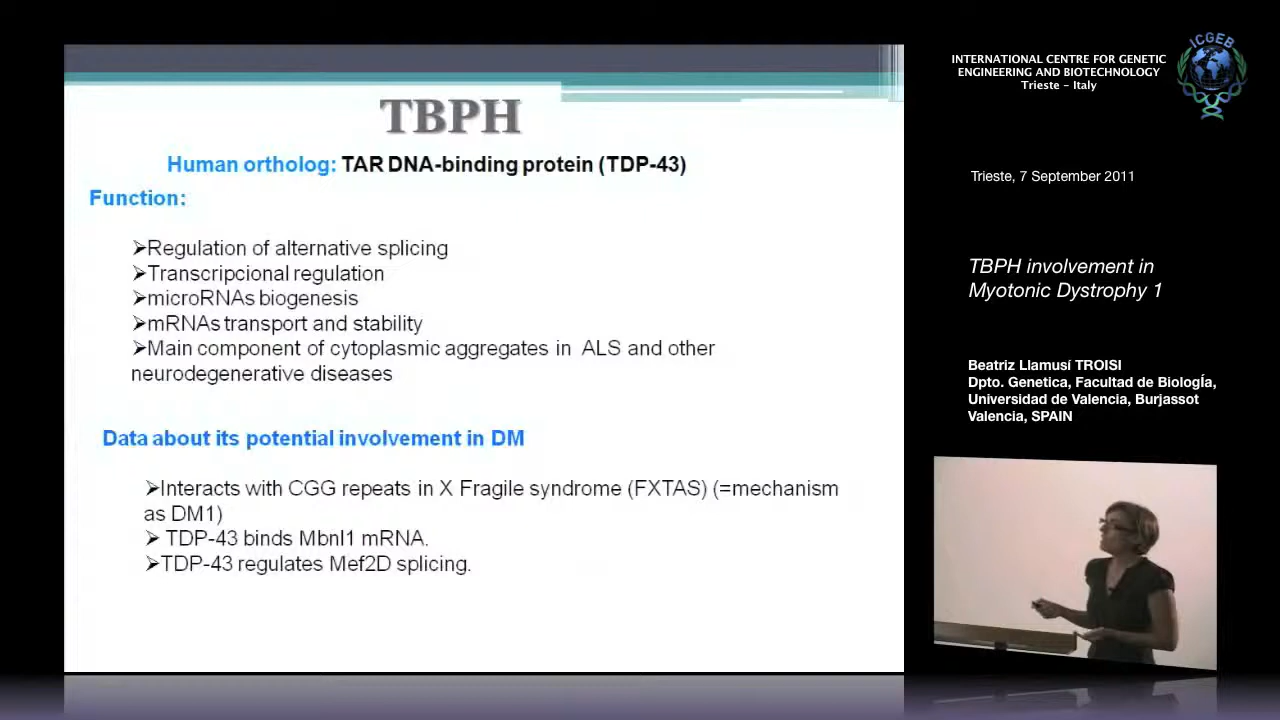 TBPH
Human ortholog: TAR DNA-binding protein (TDP-43)
Function:
➢Regulation of alternative splicing
➢Transcripcional regulation
➢microRNAs biogenesis
➢mRNAs transport and stability
➢Main component of cytoplasmic aggregates in ALS and other
neurodegenerative diseases
Data about its potential involvement in DM
➢Interacts with CGG repeats in X Fragile syndrome (FXTAS) (=mechanism
as DM1)
➢ TDP-43 binds Mbnl1 mRNA.
➢TDP-43 regulates Mef2D splicing.
INTERNATIONAL CENTRE FOR GENETIC
ENGINEERING AND BIOTECHNOLOGY
Trieste - Italy
ICGEB
Trieste, 7 September 2011
TBPH involvement in
Myotonic Dystrophy 1
Beatriz Llamusí TROISI
Dpto. Genetica, Facultad de BiologÍa,
Universidad de Valencia, Burjassot
Valencia, SPAIN